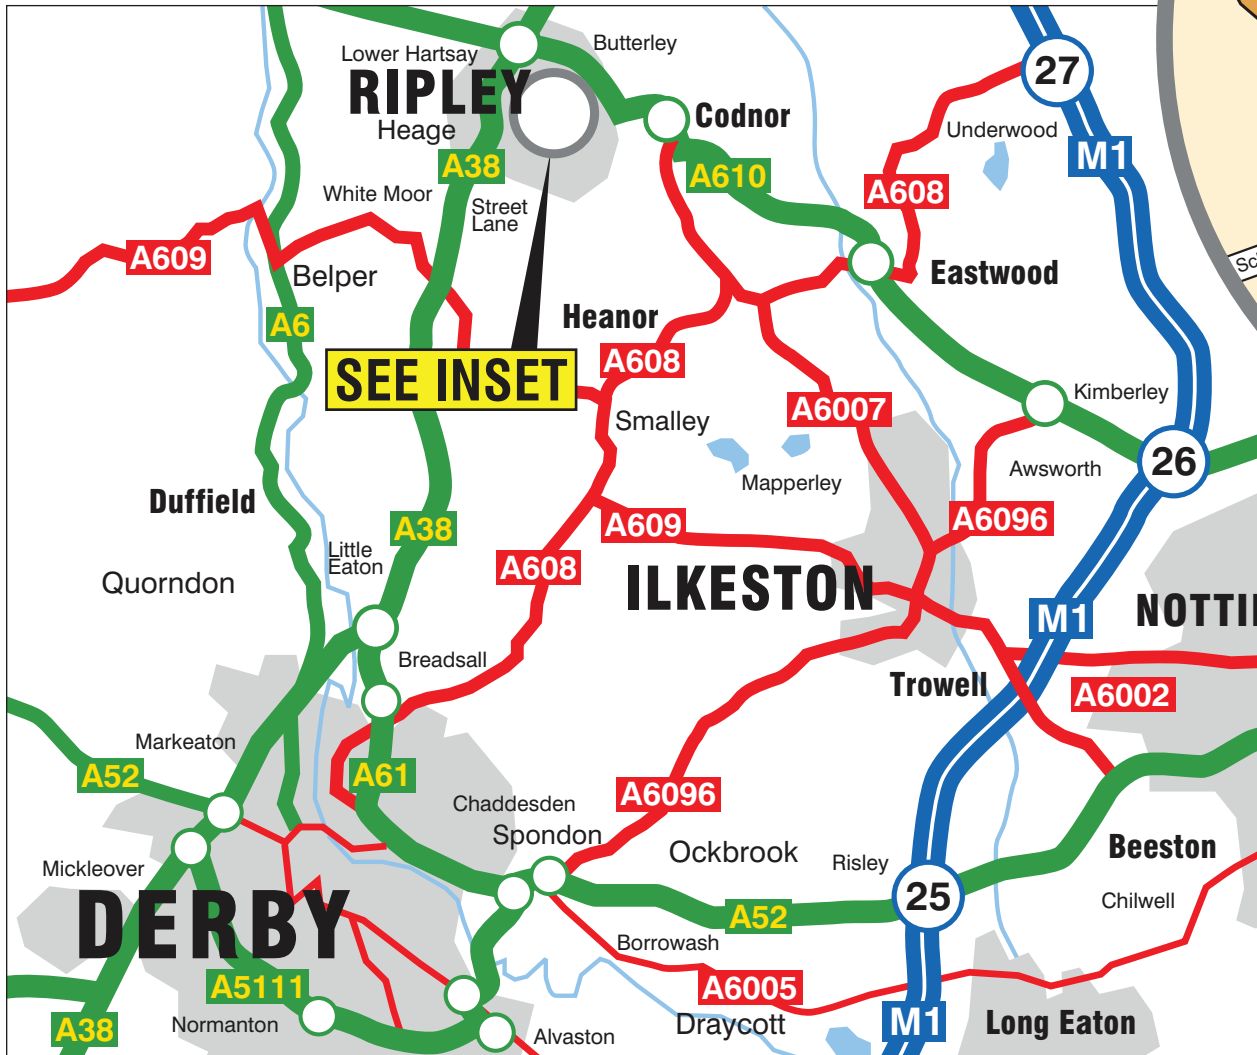 Lower Hartsay
Butterley
RIPLEY
Heage
Codnor
27
Underwood
M1
A38
A610
A608
White Moor
Street
Lane
A609
Belper
Eastwood
A6
Heanor
SEE INSET
A608
Smalley
A6007
Kimberley
Mapperley
Awsworth
26
Duffield
A38
A609
A6096
Little
Eaton
A608
Quorndon
ILKESTON
M1
NOTTI
Breadsall
Trowell
A6002
Markeaton
A52
A61
Chaddesden
A6096
Spondon
Ockbrook
Risley
Beeston
Mickleover
25
Chilwell
DERBY
A52
Borrowash
A5111
A6005
A38
Normanton
Alvaston
Draycott
M1
Long Eaton